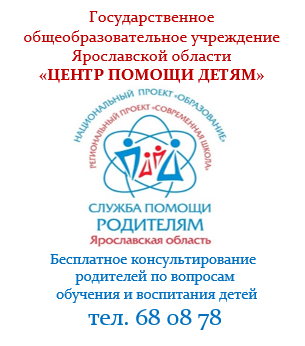 Государственное
общеобразовательное учреждение
Ярославской области
«ЦЕНТР ПОМОЩИ ДЕТЯМ»
НАЦИОНАЛЬНЫЙ ПРОЕКТ «ОБРАЗОВАНИЕ»
РЕГИОНАЛЬНЫЙ ПРОЕКТ «СОВРЕМЕННАЯ ШКОЛА»
СЛУЖБА ПОМОЩИ
РОДИТЕЛЯМ
Ярославская область
Бесплатное консультирование
родителей по вопросам
обучения и воспитания детей
тел. 68 08 78